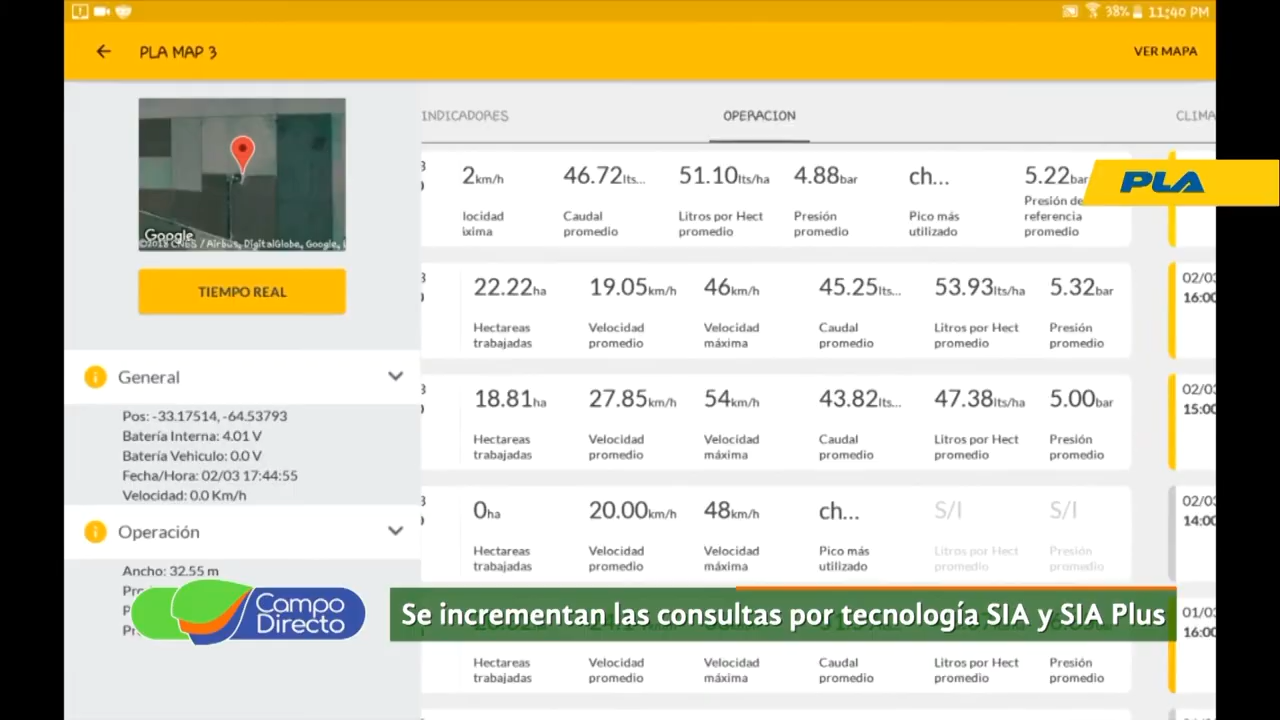 38% 11:40 PM
PLA MAP 3
VER MAPA
INDICADORES
OPERACION
CLIMA
Google
TIEMPO REAL
General
Pos: -33.17514, -64.53793
Batería Interna: 4.01 V
Batería Vehiculo: 0.0 V
Fecha/Hora: 02/03 17:44:55
Velocidad: 0.0 Km/h
Operación
Ancho: 32.55 m
2km/h 46.72lts... 51.10lts/ha 4.88bar ch... 5.22bar
locidad Caudal Litros por Hect Presión Pico más Presión de
ixima promedio promedio promedio utilizado referencia
promedio
PLA
22.22ha 19.05km/h 46km/h 45.25lts... 53.93lts/ha 5.32bar
Hectareas Velocidad Velocidad Caudal Litros por Hect Presión
trabajadas promedio máxima promedio promedio promedio
02/03
16:00
18.81ha 27.85km/h 54km/h 43.82lts... 47.38lts/ha 5.00bar
Hectareas Velocidad Velocidad Caudal Litros por Hect Presión
trabajadas promedio máxima promedio promedio promedio
02/03
15:00
0ha 20.00km/h 48km/h ch... S/I S/I
Hectareas Velocidad Velocidad Pico más Litros por Hect Presión
trabajadas promedio máxima utilizado promedio promedio
02/03
14:00
Campo
Directo
Se incrementan las consultas por tecnología SIA y SIA Plus
Hectareas Velocidad Velocidad Caudal Litros por Hect Presión
trabajadas promedio máxima promedio promedio promedio
01/03
16:00